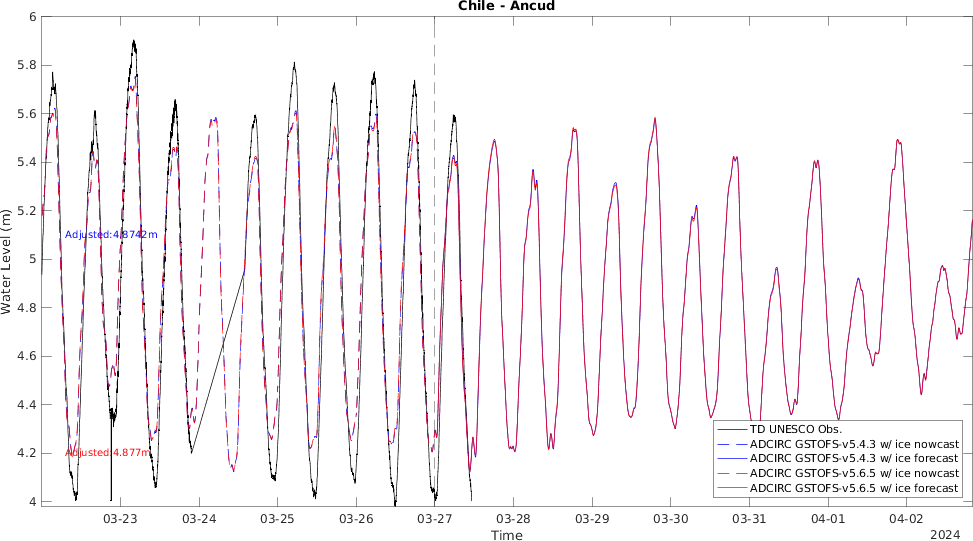 Chile - Ancud
6
5.8
5.6
5.4
5.2
5
4.8
4.6
4.4
4.2
4
Water Level (m)
Adjusted:4.8742m
Adjusted:4.877m
TD UNESCO Obs.
ADCIRC GSTOFS-v5.4.3 w/ ice nowcast
ADCIRC GSTOFS-v5.4.3 w/ ice forecast
ADCIRC GSTOFS-v5.6.5 w/ ice nowcast
ADCIRC GSTOFS-v5.6.5 w/ ice forecast
03-23 03-24 03-25 03-26 03-27 03-28 03-29 03-30 03-31 04-01 04-02
Time
2024